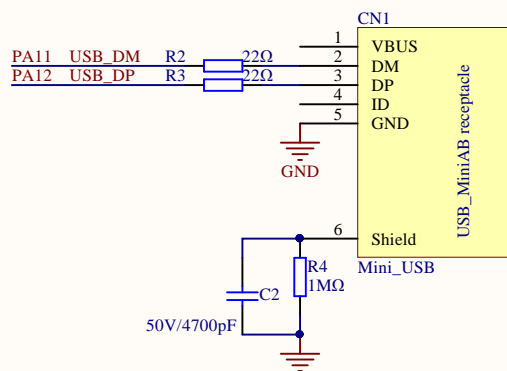 CN1
1 VBUS
PA11 USB_DM R2 22Ω 2 DM
PA12 USB_DP R3 22Ω 3 DP
4 ID
5 GND
GND
USB_MiniAB receptacle
6 Shield
Mini_USB
R4
1MΩ
C2
50V/4700pF